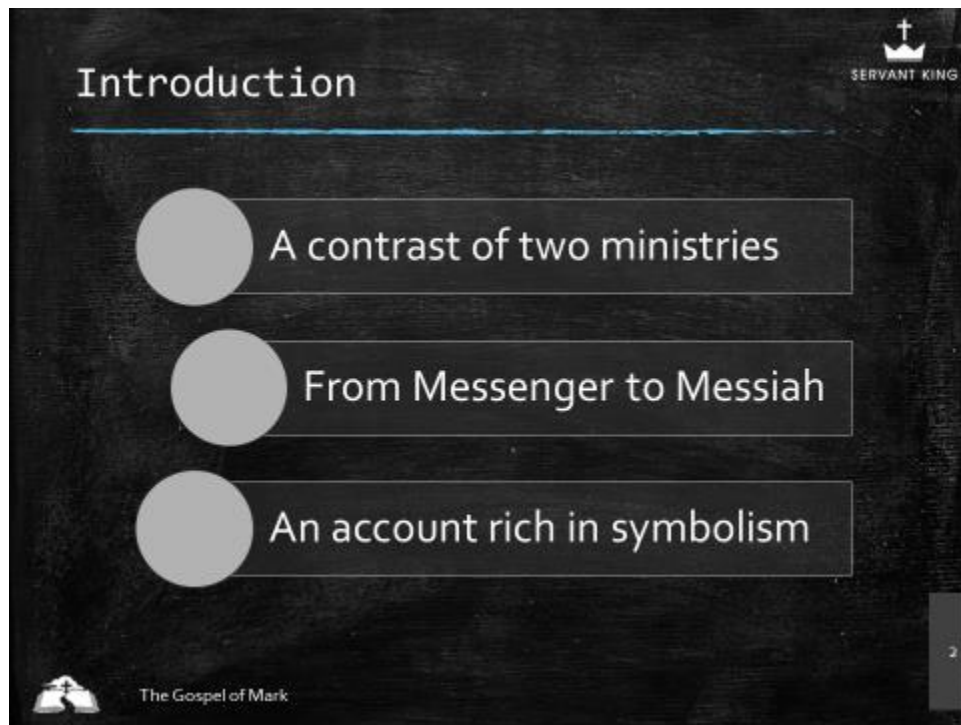 SERVANT KING
Introduction
A contrast of two ministries
From Messenger to Messiah
An account rich in symbolism
2
The Gospel of Mark